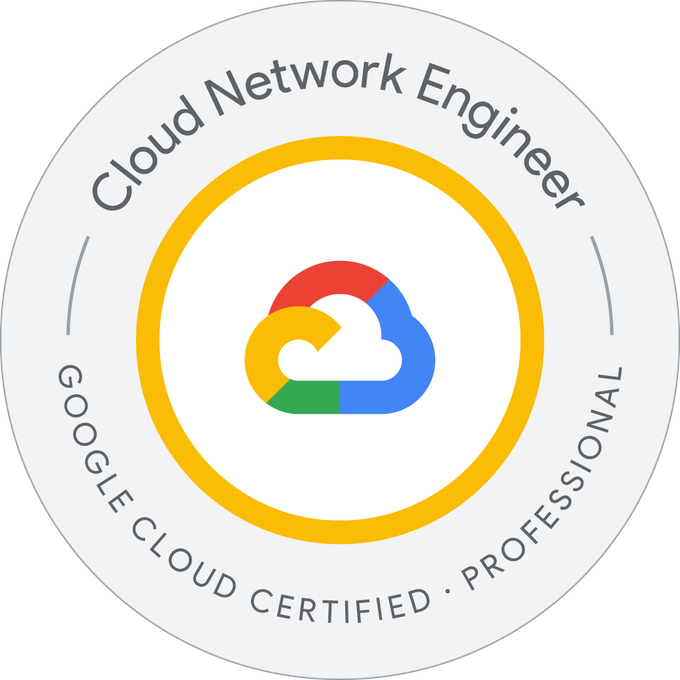 Cloud Network Engineer
GOOGLE CLOUD CERTIFIED · PROFESSIONAL